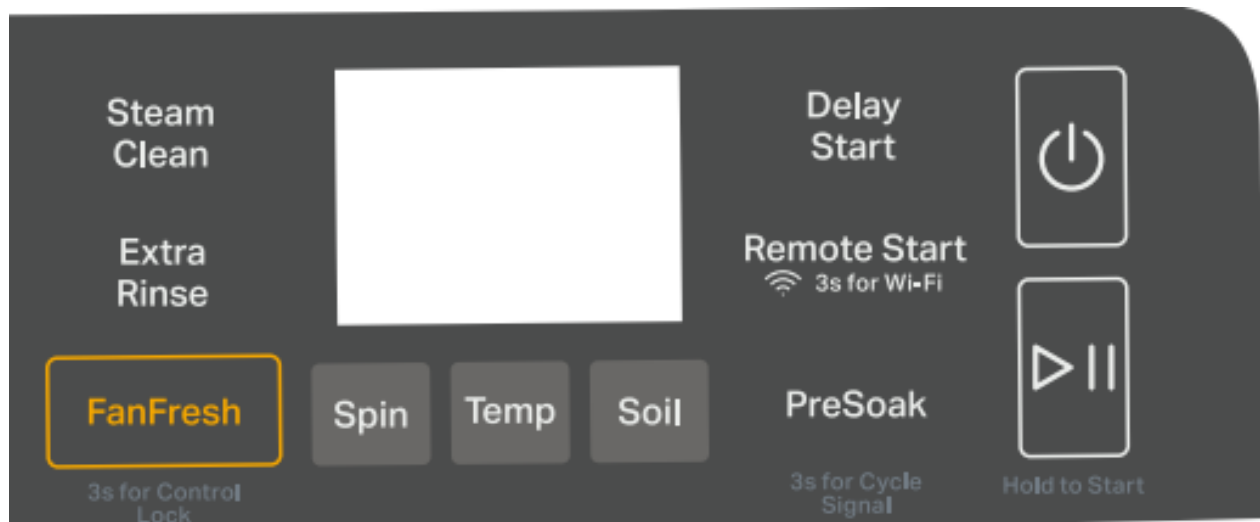 Steam
Clean
Delay
Start
Extra
Rinse
Remote Start
3s for Wi-Fi
FanFresh
Spin
Temp
Soil
PreSoak
3s for Control
Lock
3s for Cycle
Signal
Hold to Start